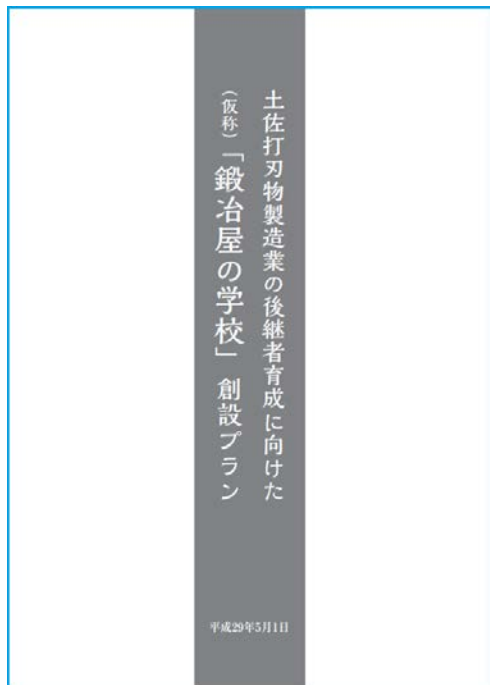 土佐打刃物製造業の後継者育成に向けた
（仮称）「鍛冶屋の学校」創設プラン
平成29年5月1日